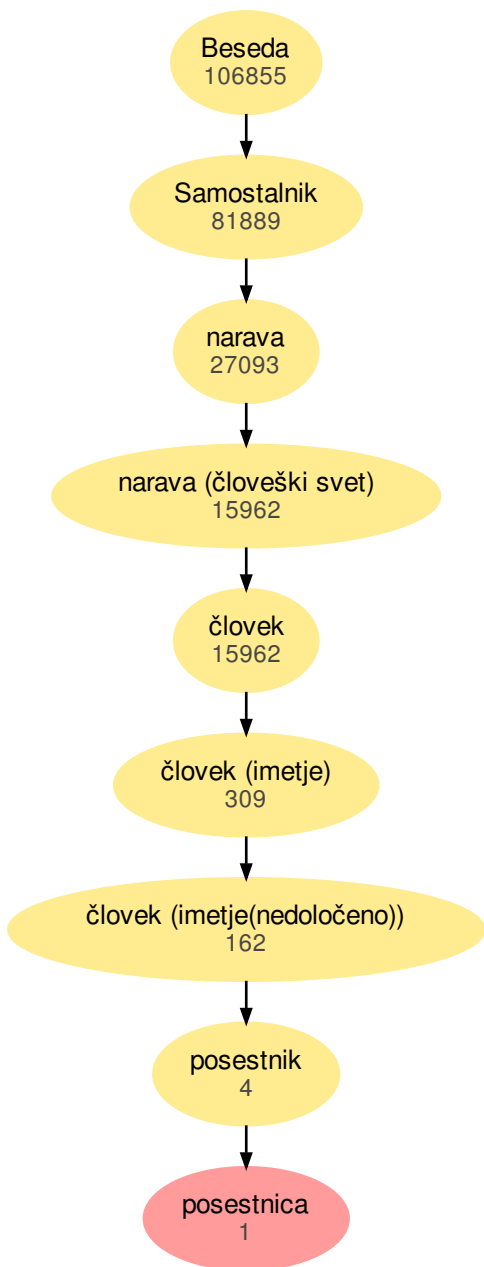 Beseda
106855
Samostalnik
81889
narava
27093
narava (človeški svet)
15962
človek
15962
človek (imetje)
309
človek (imetje(nedoločeno))
162
posestnik
4
posestnica
1